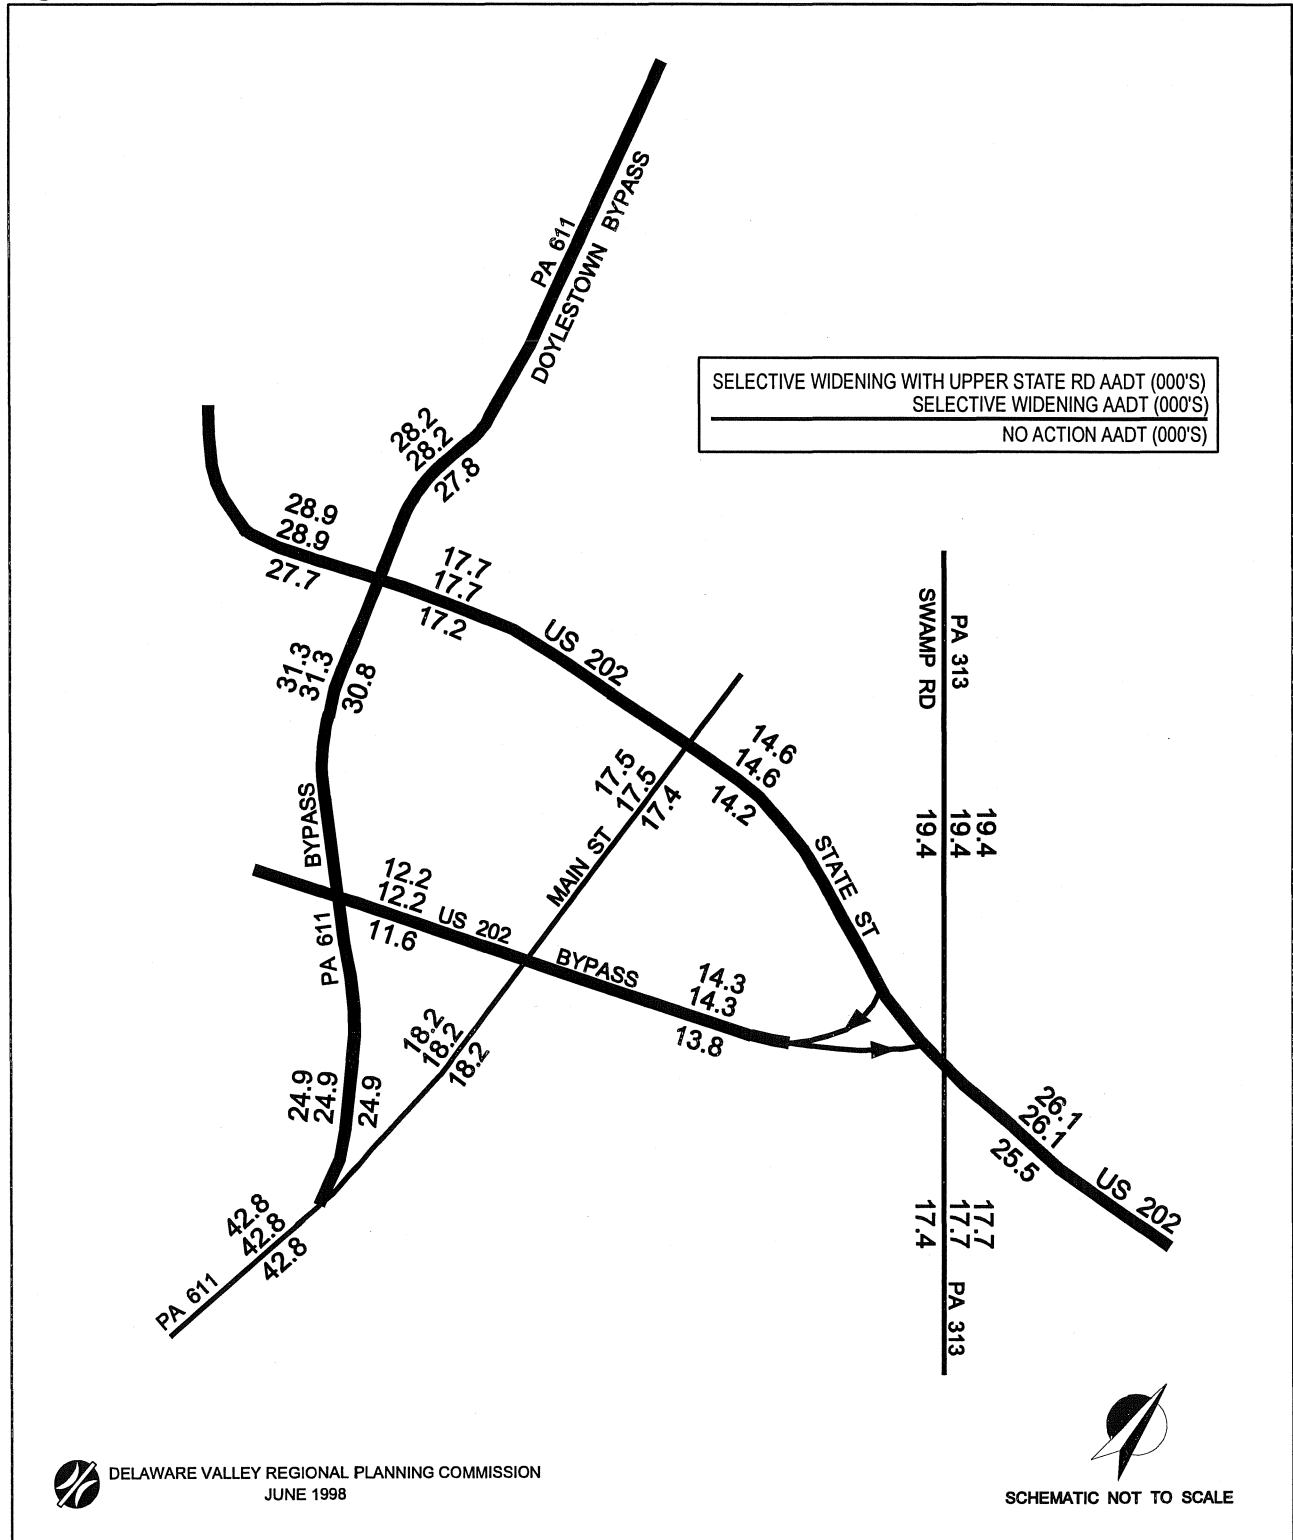 PA 611
DOYLESTOWN BYPASS
SELECTIVE WIDENING WITH UPPER STATE RD AADT (000'S)
SELECTIVE WIDENING AADT (000'S)
NO ACTION AADT (000'S)
28.2
28.2
27.8
28.9
28.9
27.7
17.7
17.7
17.2
US 202
31.3
31.3
30.8
PA 313
SWAMP RD
14.6
14.6
14.2
17.5
17.5
17.4
19.4
19.4
19.4
BYPASS
PA 611
MAIN ST
STATE ST
12.2
12.2
11.6
US 202
BYPASS
14.3
14.3
13.8
18.2
18.2
18.2
24.9
24.9
24.9
26.1
26.1
25.5
US 202
42.8
42.8
42.8
PA 611
17.7
17.7
17.4
PA 313
DELAWARE VALLEY REGIONAL PLANNING COMMISSION
JUNE 1998
SCHEMATIC NOT TO SCALE